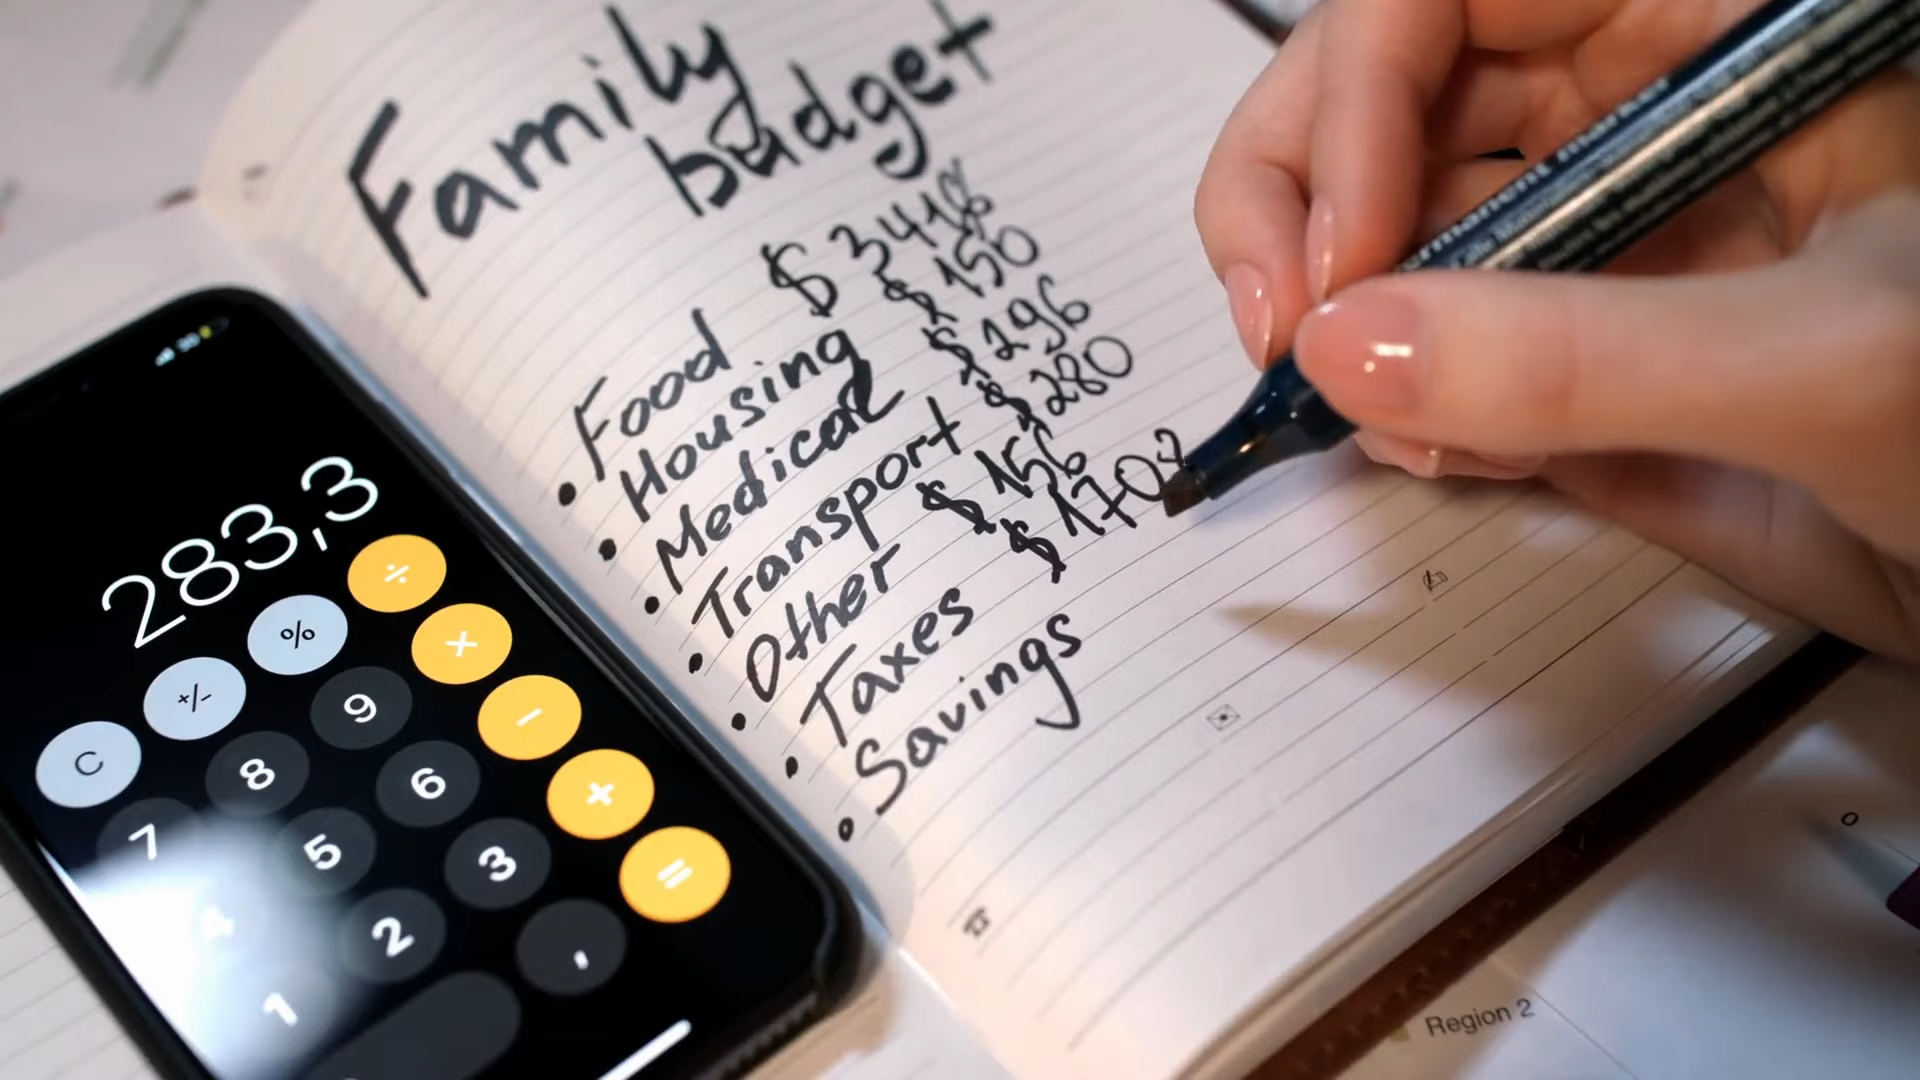 Family
budget
Food $ 3418
• Housing $ 150
• Medical $ 296
• Transport $ 280
• Other $ 156
• Taxes
• Savings
283,3
C +/- % ÷
7 8 9 ×
4 5 6 −
1 2 3 +
, =
Region 2